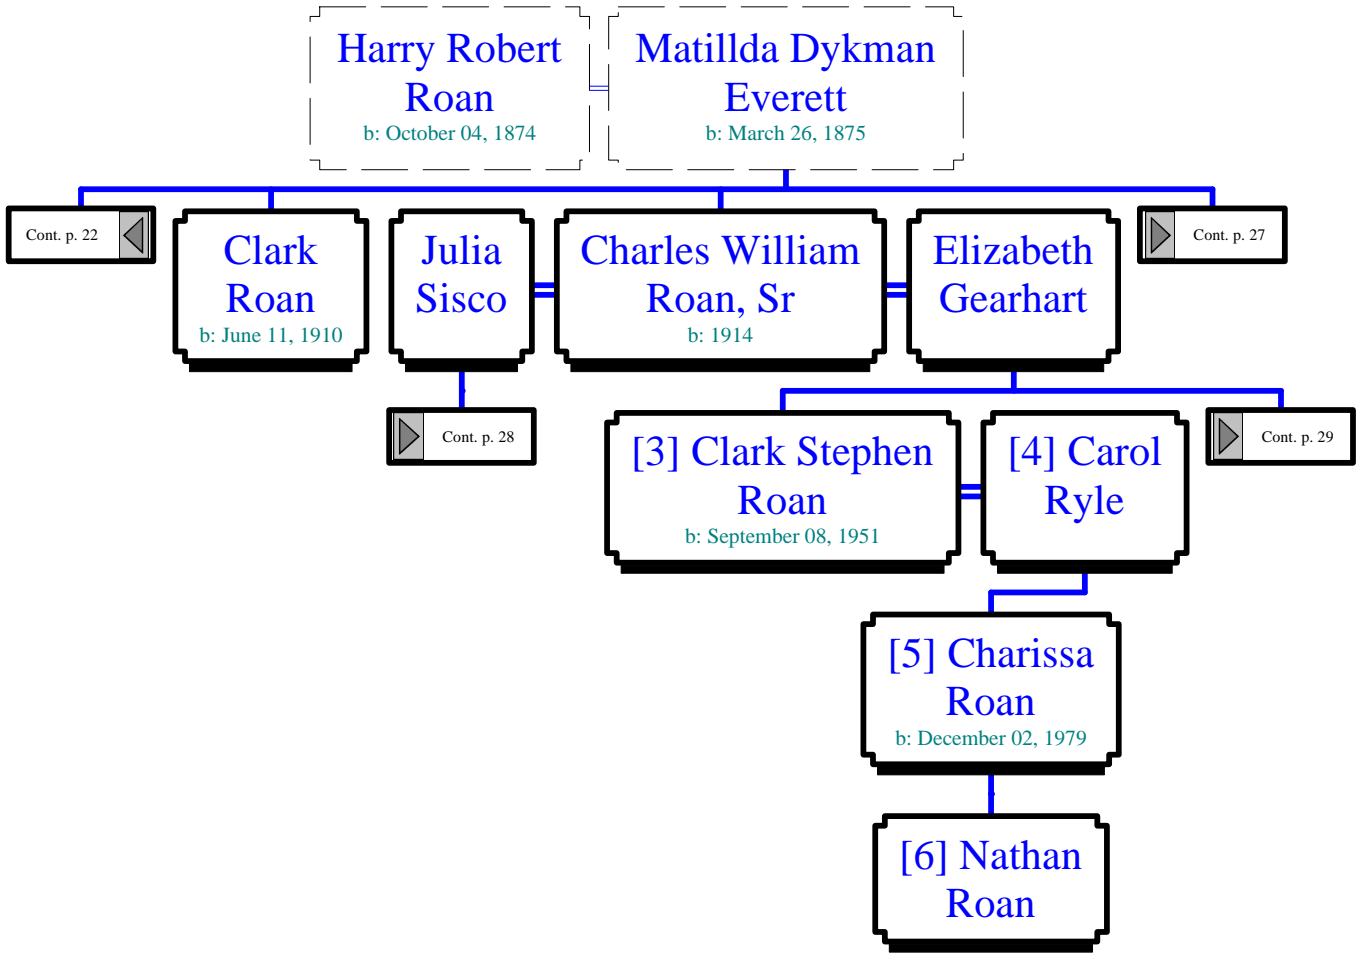 Harry Robert
Roan
b: October 04, 1874
Matillda Dykman
Everett
b: March 26, 1875
Cont. p. 22
Clark
Roan
b: June 11, 1910
Julia
Sisco
Charles William
Roan, Sr
b: 1914
Elizabeth
Gearhart
Cont. p. 27
Cont. p. 28
[3] Clark Stephen
Roan
b: September 08, 1951
[4] Carol
Ryle
Cont. p. 29
[5] Charissa
Roan
b: December 02, 1979
[6] Nathan
Roan